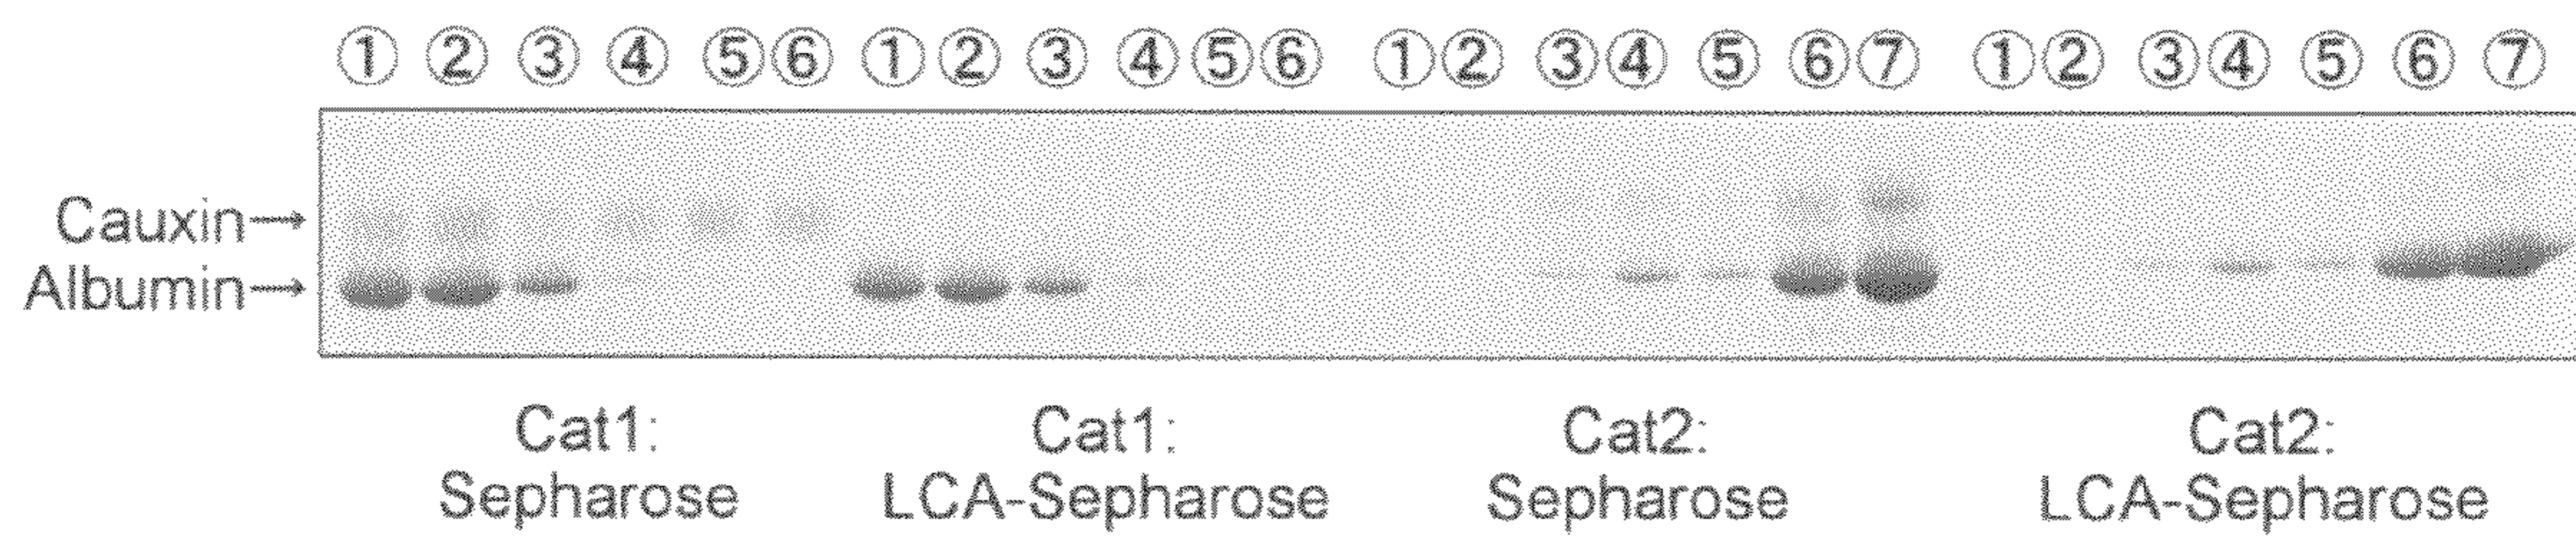 ① ② ③ ④ ⑤ ⑥ ① ② ③ ④ ⑤ ⑥ ① ② ③ ④ ⑤ ⑥ ⑦ ① ② ③ ④ ⑤ ⑥ ⑦
Cauxin→
Albumin→
Cat1:
Sepharose
Cat1:
LCA-Sepharose
Cat2:
Sepharose
Cat2:
LCA-Sepharose